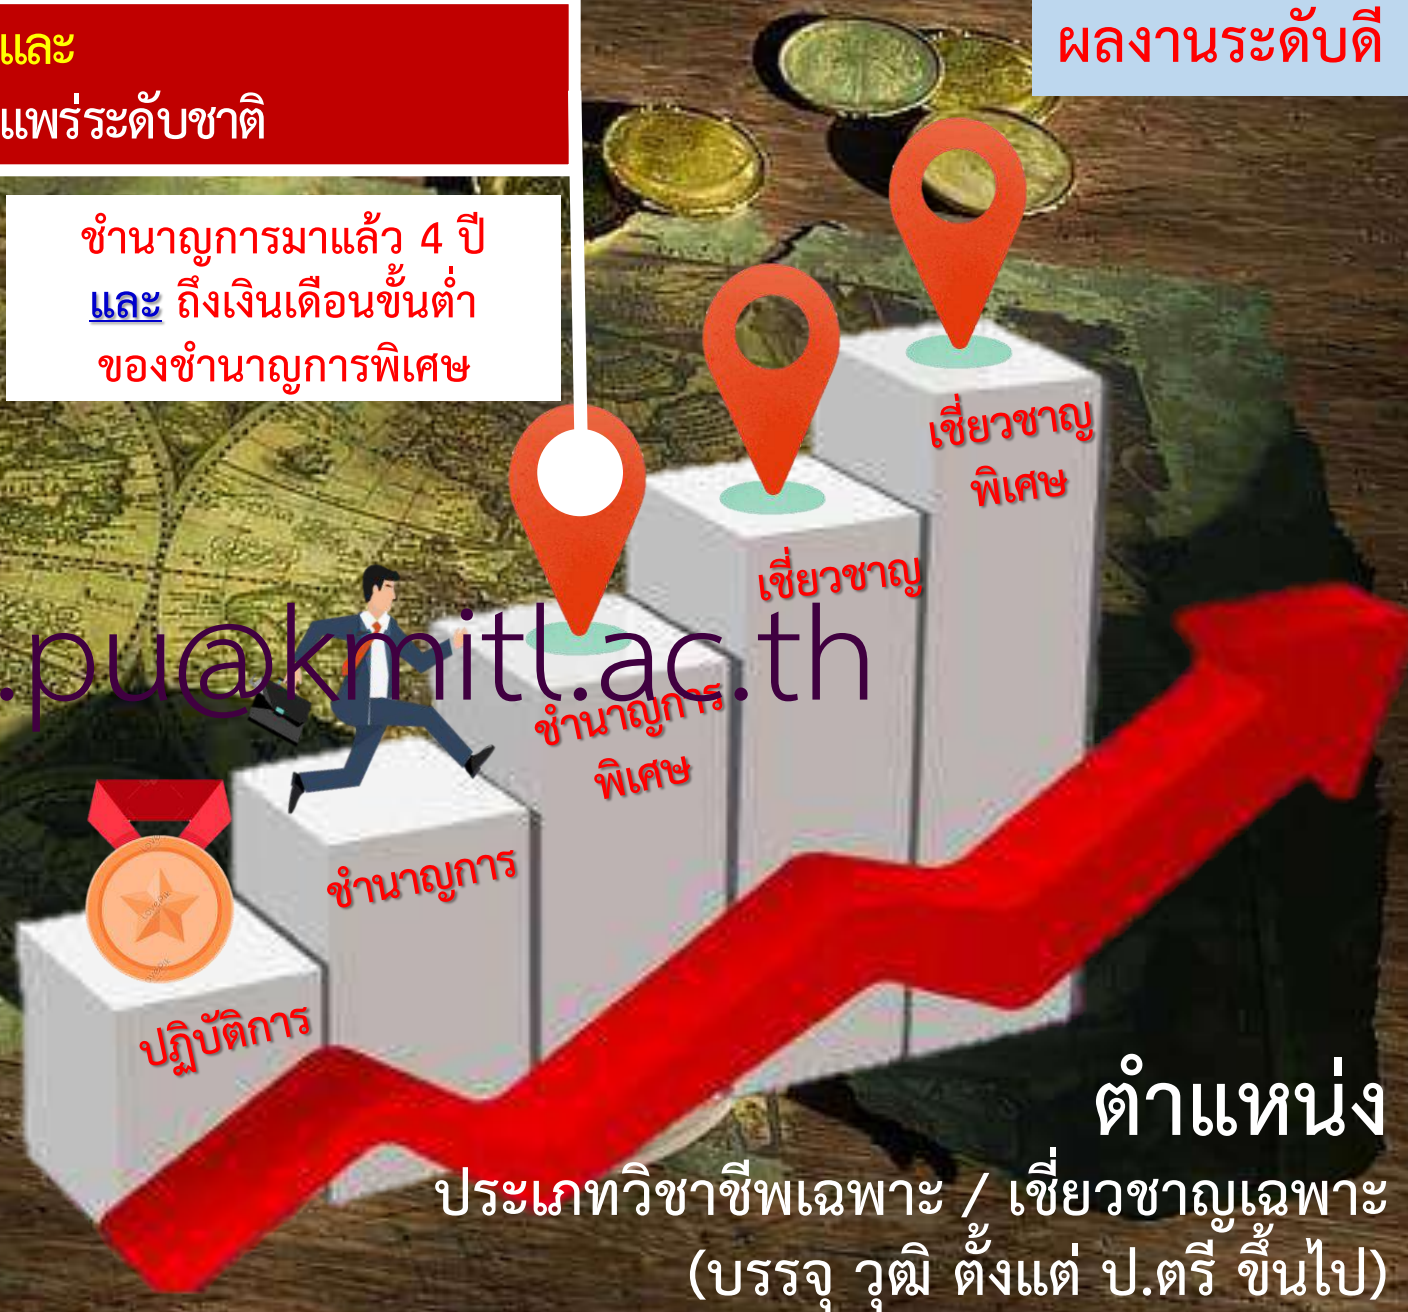 และ
แพร่ระดับชาติ
ผลงานระดับดี
ชำนาญการมาแล้ว 4 ปี
และ ถึงเงินเดือนขั้นต่ำ
ของชำนาญการพิเศษ
เชี่ยวชาญ
พิเศษ
เชี่ยวชาญ
.pu@kmitl.ac.th
ชำนาญการ
พิเศษ
ชำนาญการ
ปฏิบัติการ
ตำแหน่ง
ประเภทวิชาชีพเฉพาะ / เชี่ยวชาญเฉพาะ
(บรรจุ วุฒิ ตั้งแต่ ป.ตรี ขึ้นไป)